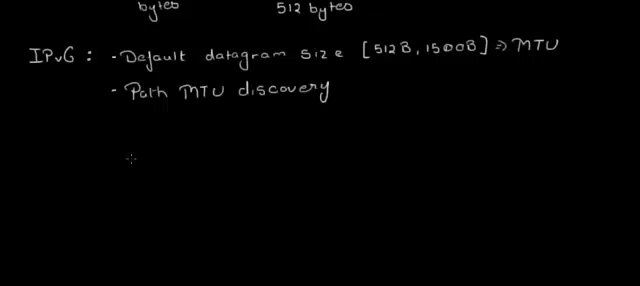 bytes 512 bytes
IPv6 : - Default datagram size [512B, 1500B] => MTU
- Path MTU discovery